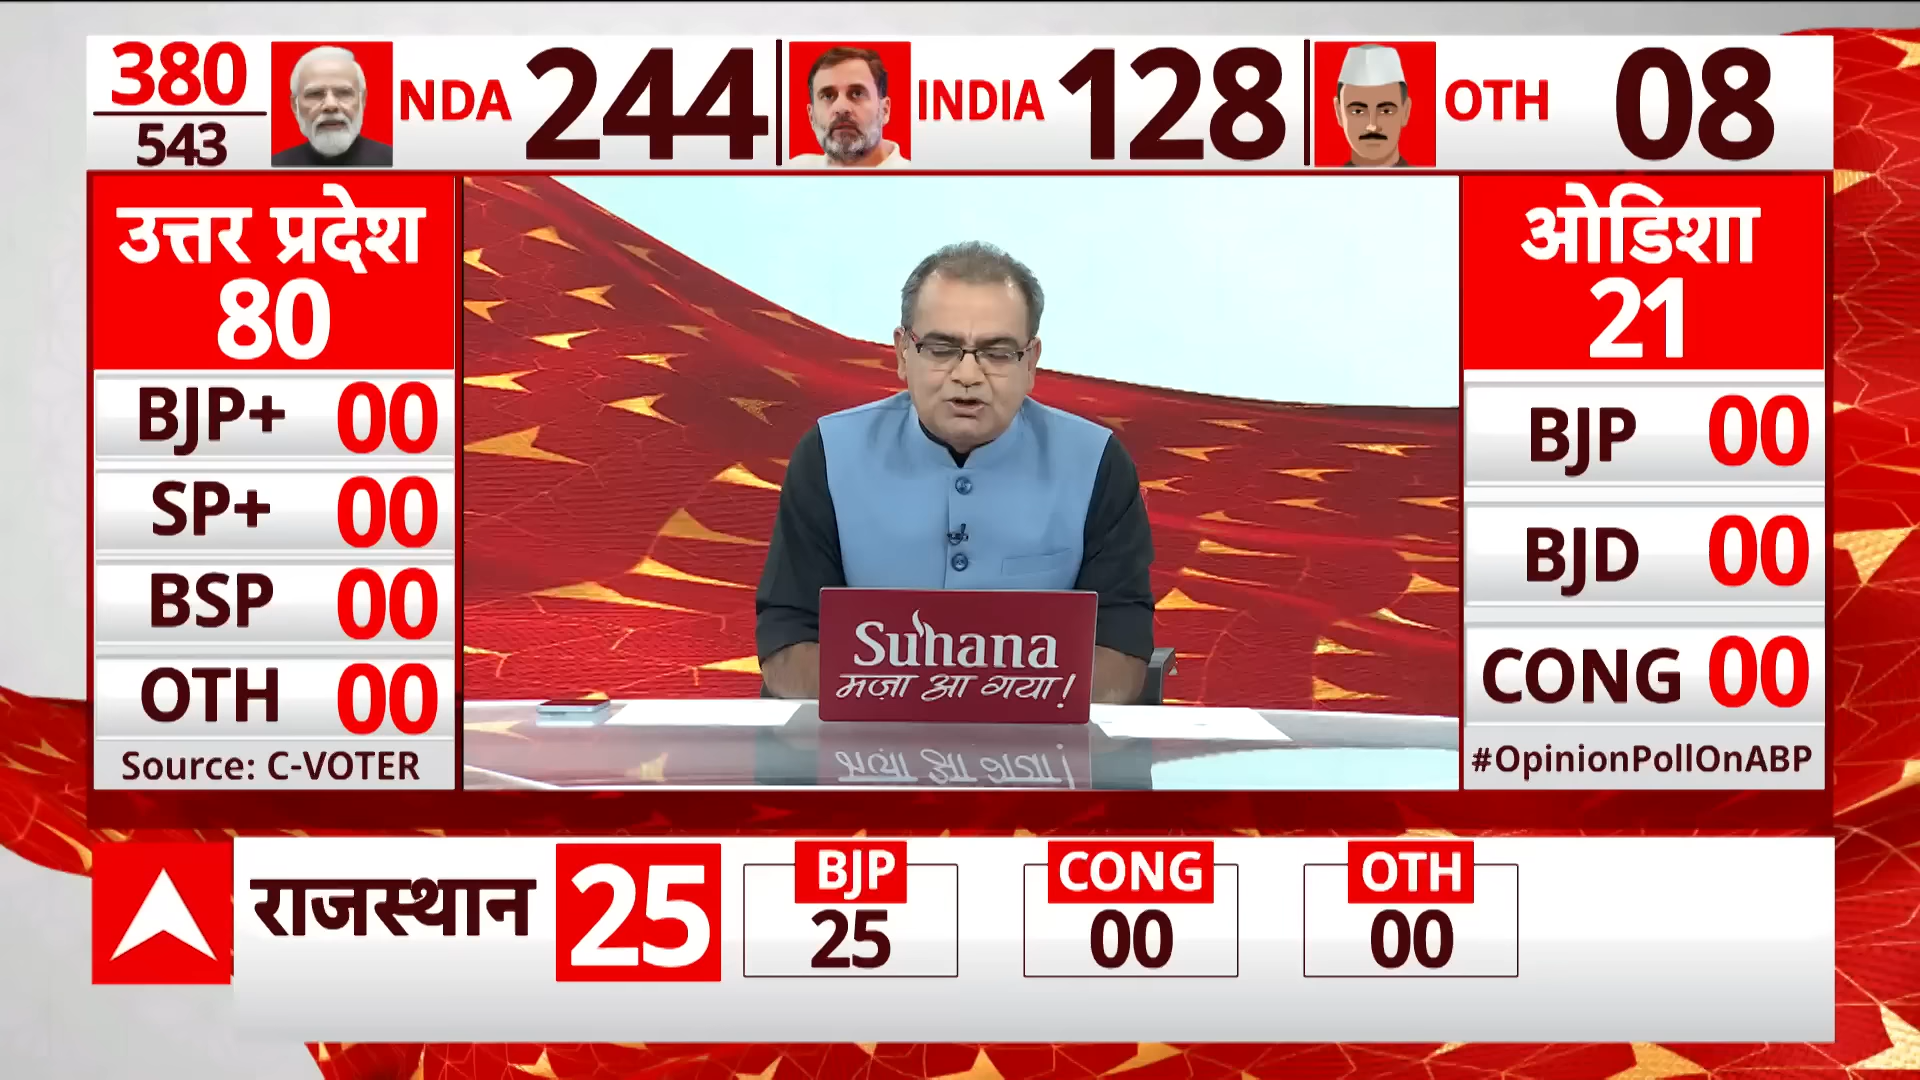 380
543
NDA 244
INDIA 128
OTH 08
उत्तर प्रदेश
80
BJP+ 00
SP+ 00
BSP 00
OTH 00
Source: C-VOTER
Suhana
मज़ा आ गया!
ओडिशा
21
BJP 00
BJD 00
CONG 00
#OpinionPollOnABP
राजस्थान 25
BJP
25
CONG
00
OTH
00